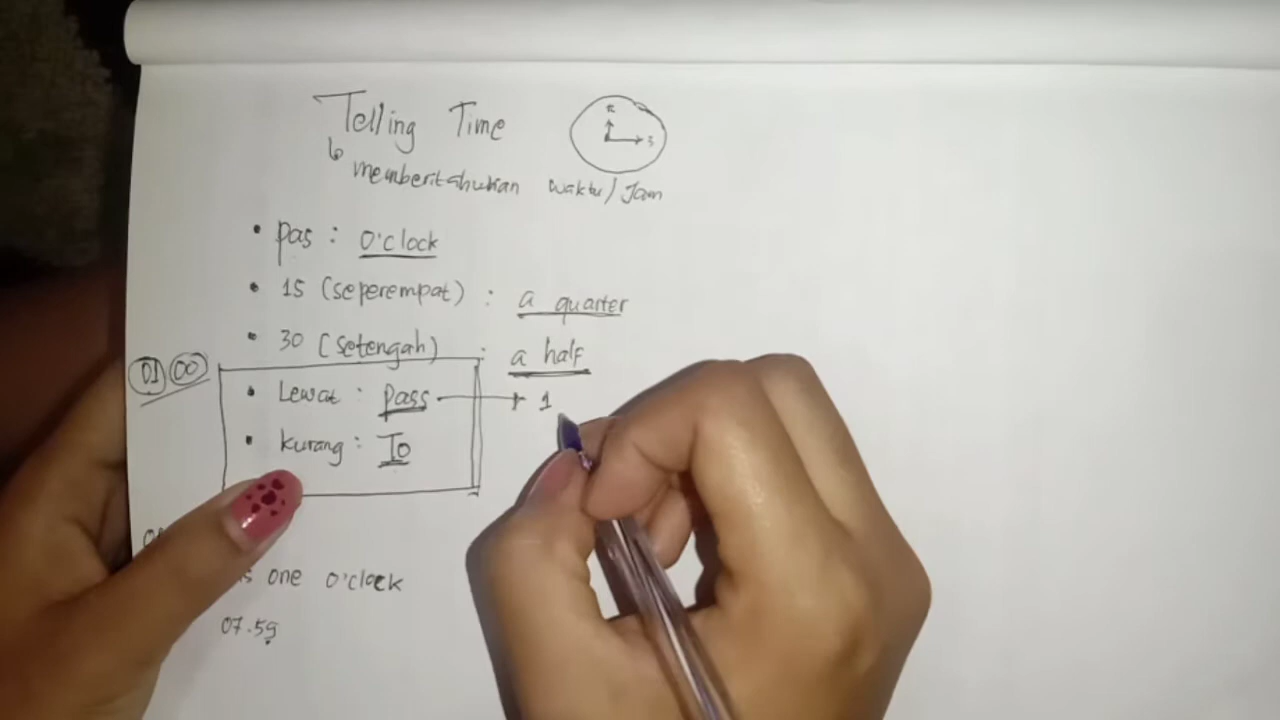 Telling Time
memberitahukan waktu/Jam
3
• pas : O'clock
• 15 (seperempat) : a quarter
• 30 (setengah) : a half
01 00
• Lewat : pass → 1
• kurang : To
one o'clock
07.59